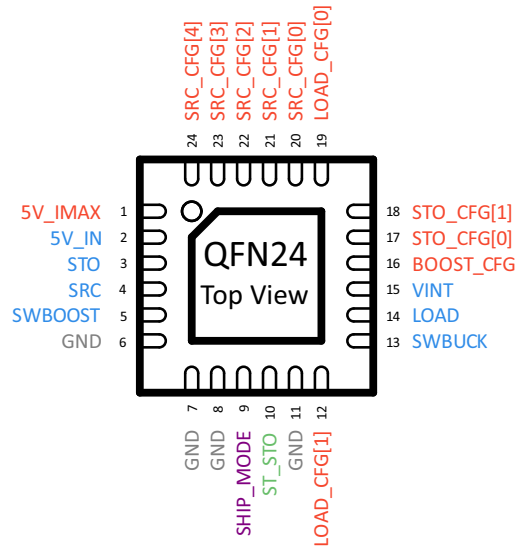 SRC_CFG[4]
SRC_CFG[3]
SRC_CFG[2]
SRC_CFG[1]
SRC_CFG[0]
LOAD_CFG[0]
24
23
22
21
20
19
5V_IMAX 1
5V_IN 2
STO 3
SRC 4
SWBOOST 5
GND 6
QFN24
Top View
18 STO_CFG[1]
17 STO_CFG[0]
16 BOOST_CFG
15 VINT
14 LOAD
13 SWBUCK
7
8
9
10
11
12
GND
GND
SHIP_MODE
ST_STO
GND
LOAD_CFG[1]